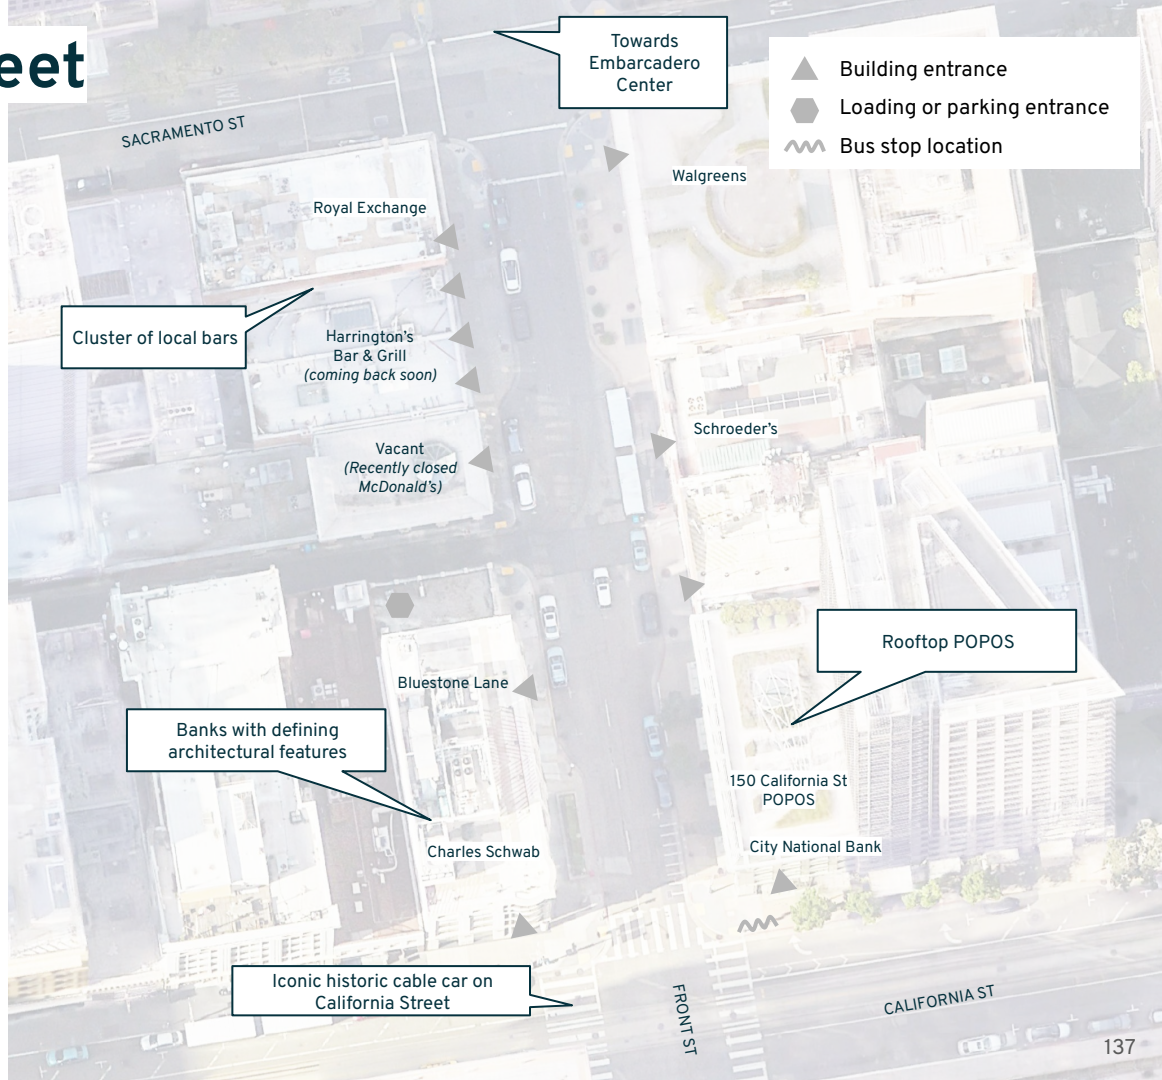 eet
Towards
Embarcadero
Center
Building entrance
Loading or parking entrance
Bus stop location
SACRAMENTO ST
Walgreens
Royal Exchange
Cluster of local bars
Harrington's
Bar & Grill
(coming back soon)
Schroeder's
Vacant
(Recently closed
McDonald's)
Rooftop POPOS
Bluestone Lane
Banks with defining
architectural features
150 California St
POPOS
Charles Schwab
City National Bank
Iconic historic cable car on
California Street
FRONT ST
CALIFORNIA ST
137